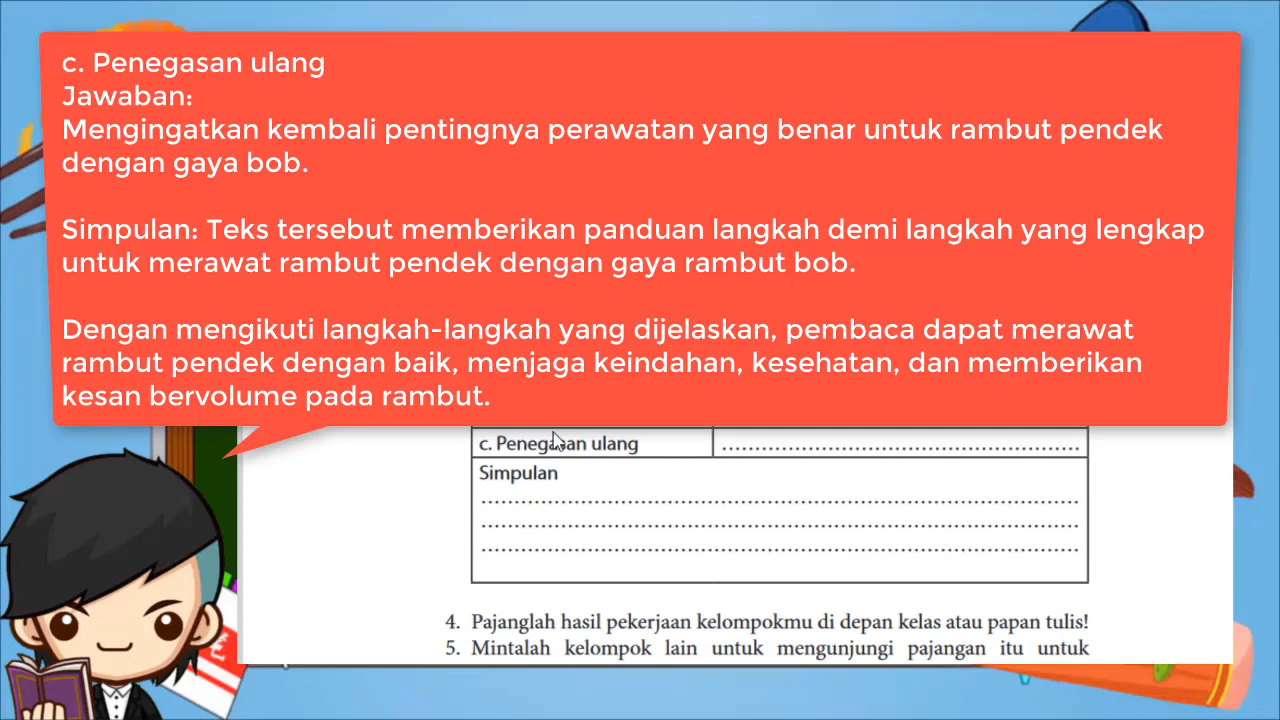 c. Penegasan ulang
Jawaban:
Mengingatkan kembali pentingnya perawatan yang benar untuk rambut pendek
dengan gaya bob.
Simpulan: Teks tersebut memberikan panduan langkah demi langkah yang lengkap
untuk merawat rambut pendek dengan gaya rambut bob.
Dengan mengikuti langkah-langkah yang dijelaskan, pembaca dapat merawat
rambut pendek dengan baik, menjaga keindahan, kesehatan, dan memberikan
kesan bervolume pada rambut.
c. Penegasan ulang ........................................................
Simpulan
..............................................................................................
..............................................................................................
..............................................................................................
4. Pajanglah hasil pekerjaan kelompokmu di depan kelas atau papan tulis!
5. Mintalah kelompok lain untuk mengunjungi pajangan itu untuk